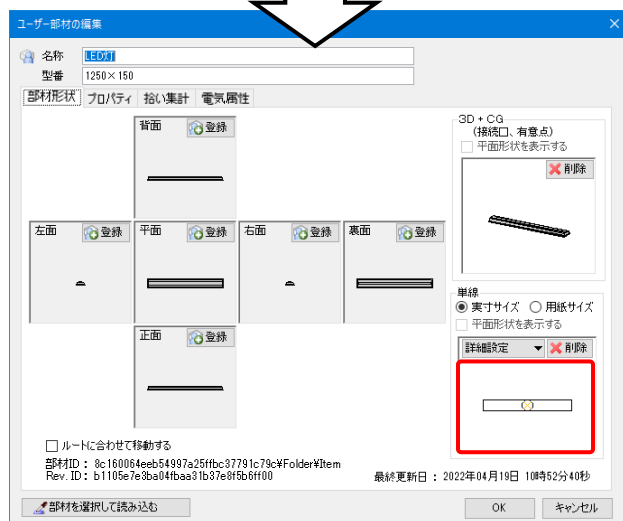 ユーザー部材の編集
名称 LED灯
型番 1250×150
部材形状 プロパティ 拾い集計 電気属性
背面 登録
左面 登録 平面 登録 右面 登録 裏面 登録
正面 登録
3D + CG
(接続口、有意点)
平面形状を表示する
削除
単線
実寸サイズ 用紙サイズ
平面形状を表示する
詳細設定 削除
ルートに合わせて移動する
部材ID : 8c160064eeb54997a25ffbc37791c79c¥Folder¥Item
Rev. ID : b1105e7e3ba04fbaa31b37e8f5b6ff00
最終更新日 : 2022年04月19日 10時52分40秒
部材を選択して読み込む OK キャンセル